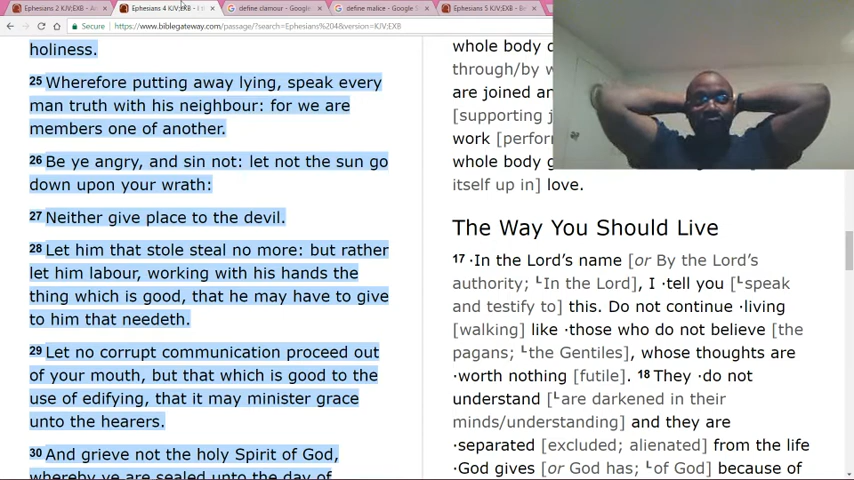 Ephesians 2 KJV;EXB - 
Ephesians 4 KJV;EXB - 
define clamour - Google
define malice - Google
Ephesians 5 KJV;EXB -
Secure https://www.biblegateway.com/passage/?search=Ephesians%204&version=KJV;EXB
holiness.
25 Wherefore putting away lying, speak every
man truth with his neighbour: for we are
members one of another.
26 Be ye angry, and sin not: let not the sun go
down upon your wrath:
27 Neither give place to the devil.
28 Let him that stole steal no more: but rather
let him labour, working with his hands the
thing which is good, that he may have to give
to him that needeth.
29 Let no corrupt communication proceed out
of your mouth, but that which is good to the
use of edifying, that it may minister grace
unto the hearers.
30 And grieve not the holy Spirit of God,
whereby ye are sealed unto the day of
whole body
through/by
are joined
[supporting
work [perform
whole body
itself up in] love.
The Way You Should Live
17 ·In the Lord's name [or By the Lord's
authority; LIn the Lord], I ·tell you [Lspeak
and testify to] this. Do not continue ·living
[walking] like ·those who do not believe [the
pagans; Lthe Gentiles], whose thoughts are
·worth nothing [futile]. 18 They ·do not
understand [Lare darkened in their
minds/understanding] and they are
·separated [excluded; alienated] from the life
·God gives [or God has; Lof God] because of